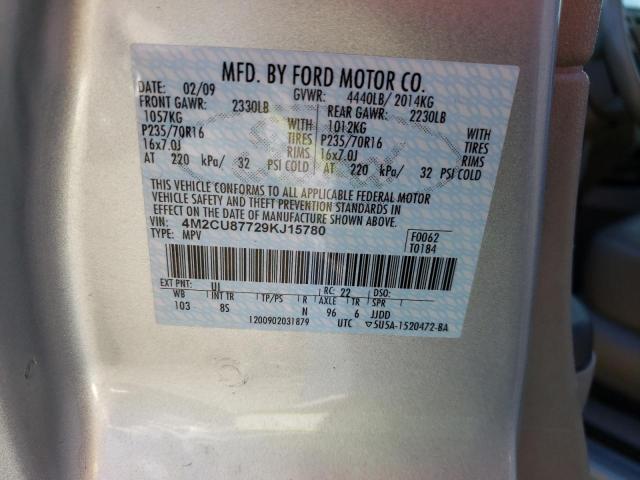 MFD. BY FORD MOTOR CO.
DATE: 02/09 GVWR: 4440LB/ 2014KG
FRONT GAWR: 2330LB REAR GAWR: 2230LB
1057KG WITH 1012KG WITH
P235/70R16 TIRES P235/70R16 TIRES
16x7.0J RIMS 16x7.0J RIMS
AT 220 kPa/ 32 PSI COLD AT 220 kPa/ 32 PSI COLD
THIS VEHICLE CONFORMS TO ALL APPLICABLE FEDERAL MOTOR
VEHICLE SAFETY AND THEFT PREVENTION STANDARDS IN
EFFECT ON THE DATE OF MANUFACTURE SHOWN ABOVE.
VIN: 4M2CU87729KJ15780 F0062
TYPE: MPV T0184
EXT PNT: UI RC: 22 DSO:
WB INT TR TP/PS R AXLE TR SPR
103 8S N 96 6 JJDD
1200902031879 UTC ▽5U5A-1520472-BA